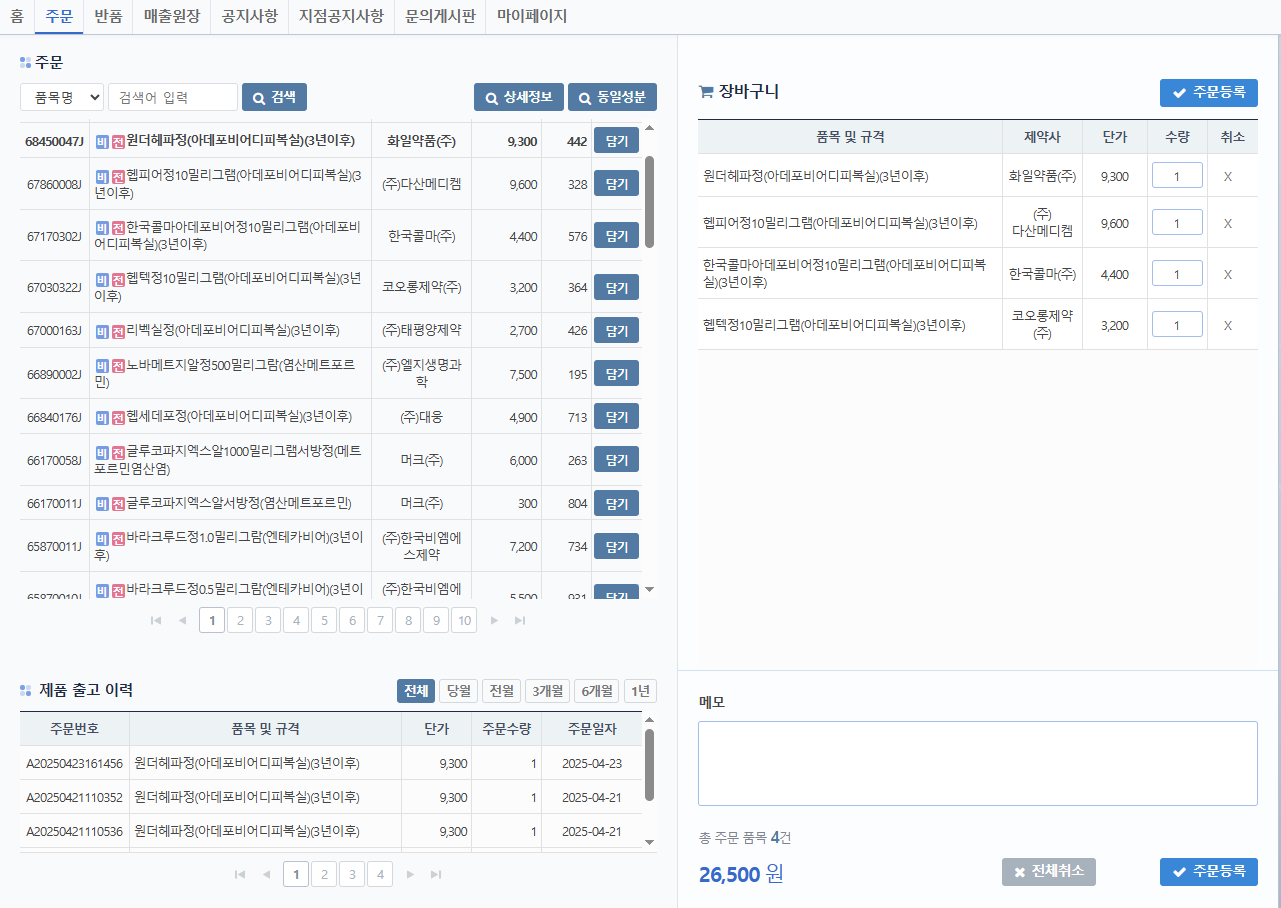 홈 주문 반품 매출원장 공지사항 지점공지사항 문의게시판 마이페이지
주문
품목명 검색어 입력 검색 상세정보 동일성분
68450047J 비 전 원더헤파정(아데포비어디피복실)(3년이후) 화일약품(주) 9,300 442 담기
67860008J 비 전 헵피어정10밀리그램(아데포비어디피복실)(3
년이후) (주)다산메디켐 9,600 328 담기
67170302J 비 전 한국콜마아데포비어정10밀리그램(아데포비
어디피복실)(3년이후) 한국콜마(주) 4,400 576 담기
67030322J 비 전 헵텍정10밀리그램(아데포비어디피복실)(3년
이후) 코오롱제약(주) 3,200 364 담기
67000163J 비 전 리벡실정(아데포비어디피복실)(3년이후) (주)태평양제약 2,700 426 담기
66890002J 비 전 노바메트지알정500밀리그람(염산메트포르
민) (주)엘지생명과
학 7,500 195 담기
66840176J 비 전 헵세데포정(아데포비어디피복실)(3년이후) (주)대웅 4,900 713 담기
66170058J 비 전 글루코파지엑스알1000밀리그램서방정(메트
포르민염산염) 머크(주) 6,000 263 담기
66170011J 비 전 글루코파지엑스알서방정(염산메트포르민) 머크(주) 300 804 담기
65870011J 비 전 바라크루드정1.0밀리그람(엔테카비어)(3년이
후) (주)한국비엠에
스제약 7,200 734 담기
65870010J 비 전 바라크루드정0.5밀리그람(엔테카비어)(3년이 (주)한국비엠에 5,500 931 담기
1 2 3 4 5 6 7 8 9 10
제품 출고 이력 전체 당월 전월 3개월 6개월 1년
주문번호 품목 및 규격 단가 주문수량 주문일자
A20250423161456 원더헤파정(아데포비어디피복실)(3년이후) 9,300 1 2025-04-23
A20250421110352 원더헤파정(아데포비어디피복실)(3년이후) 9,300 1 2025-04-21
A20250421110536 원더헤파정(아데포비어디피복실)(3년이후) 9,300 1 2025-04-21
1 2 3 4
장바구니 주문등록
품목 및 규격 제약사 단가 수량 취소
원더헤파정(아데포비어디피복실)(3년이후) 화일약품(주) 9,300 1 X
헵피어정10밀리그램(아데포비어디피복실)(3년이후) (주)
다산메디켐 9,600 1 X
한국콜마아데포비어정10밀리그램(아데포비어디피복
실)(3년이후) 한국콜마(주) 4,400 1 X
헵텍정10밀리그램(아데포비어디피복실)(3년이후) 코오롱제약
(주) 3,200 1 X
메모
총 주문 품목 4건
26,500 원 전체취소 주문등록